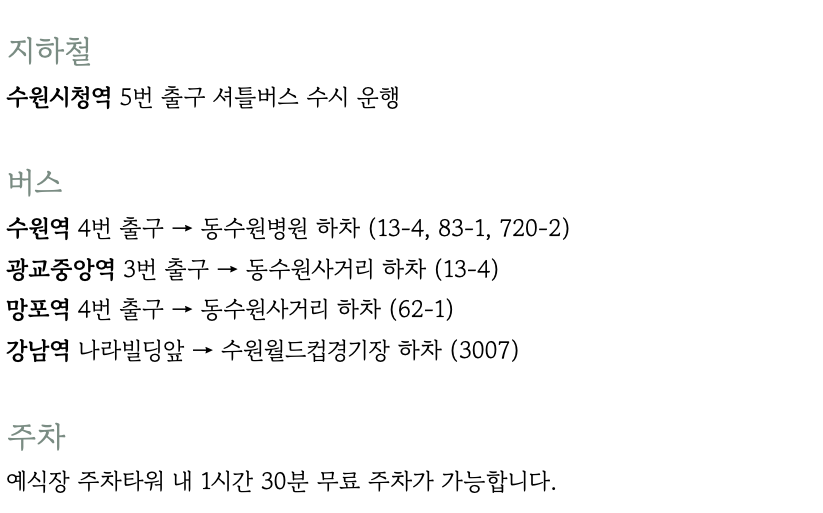 지하철
수원시청역 5번 출구 셔틀버스 수시 운행
버스
수원역 4번 출구 → 동수원병원 하차 (13-4, 83-1, 720-2)
광교중앙역 3번 출구 → 동수원사거리 하차 (13-4)
망포역 4번 출구 → 동수원사거리 하차 (62-1)
강남역 나라빌딩앞 → 수원월드컵경기장 하차 (3007)
주차
예식장 주차타워 내 1시간 30분 무료 주차가 가능합니다.